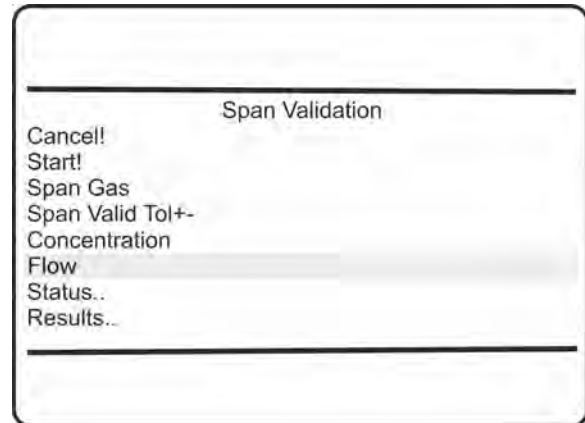 Span Validation
Cancel!
Start!
Span Gas
Span Valid Tol+-
Concentration
Flow
Status..
Results..